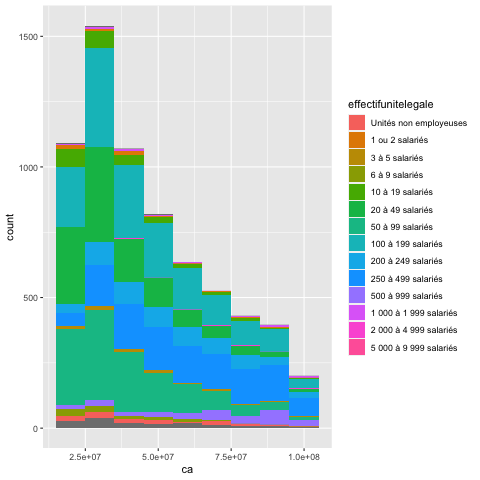 1500
1000
500
0
count
2.5e+07
5.0e+07
7.5e+07
1.0e+08
ca
effectifunitelegale
Unités non employeuses
1 ou 2 salariés
3 à 5 salariés
6 à 9 salariés
10 à 19 salariés
20 à 49 salariés
50 à 99 salariés
100 à 199 salariés
200 à 249 salariés
250 à 499 salariés
500 à 999 salariés
1 000 à 1 999 salariés
2 000 à 4 999 salariés
5 000 à 9 999 salariés